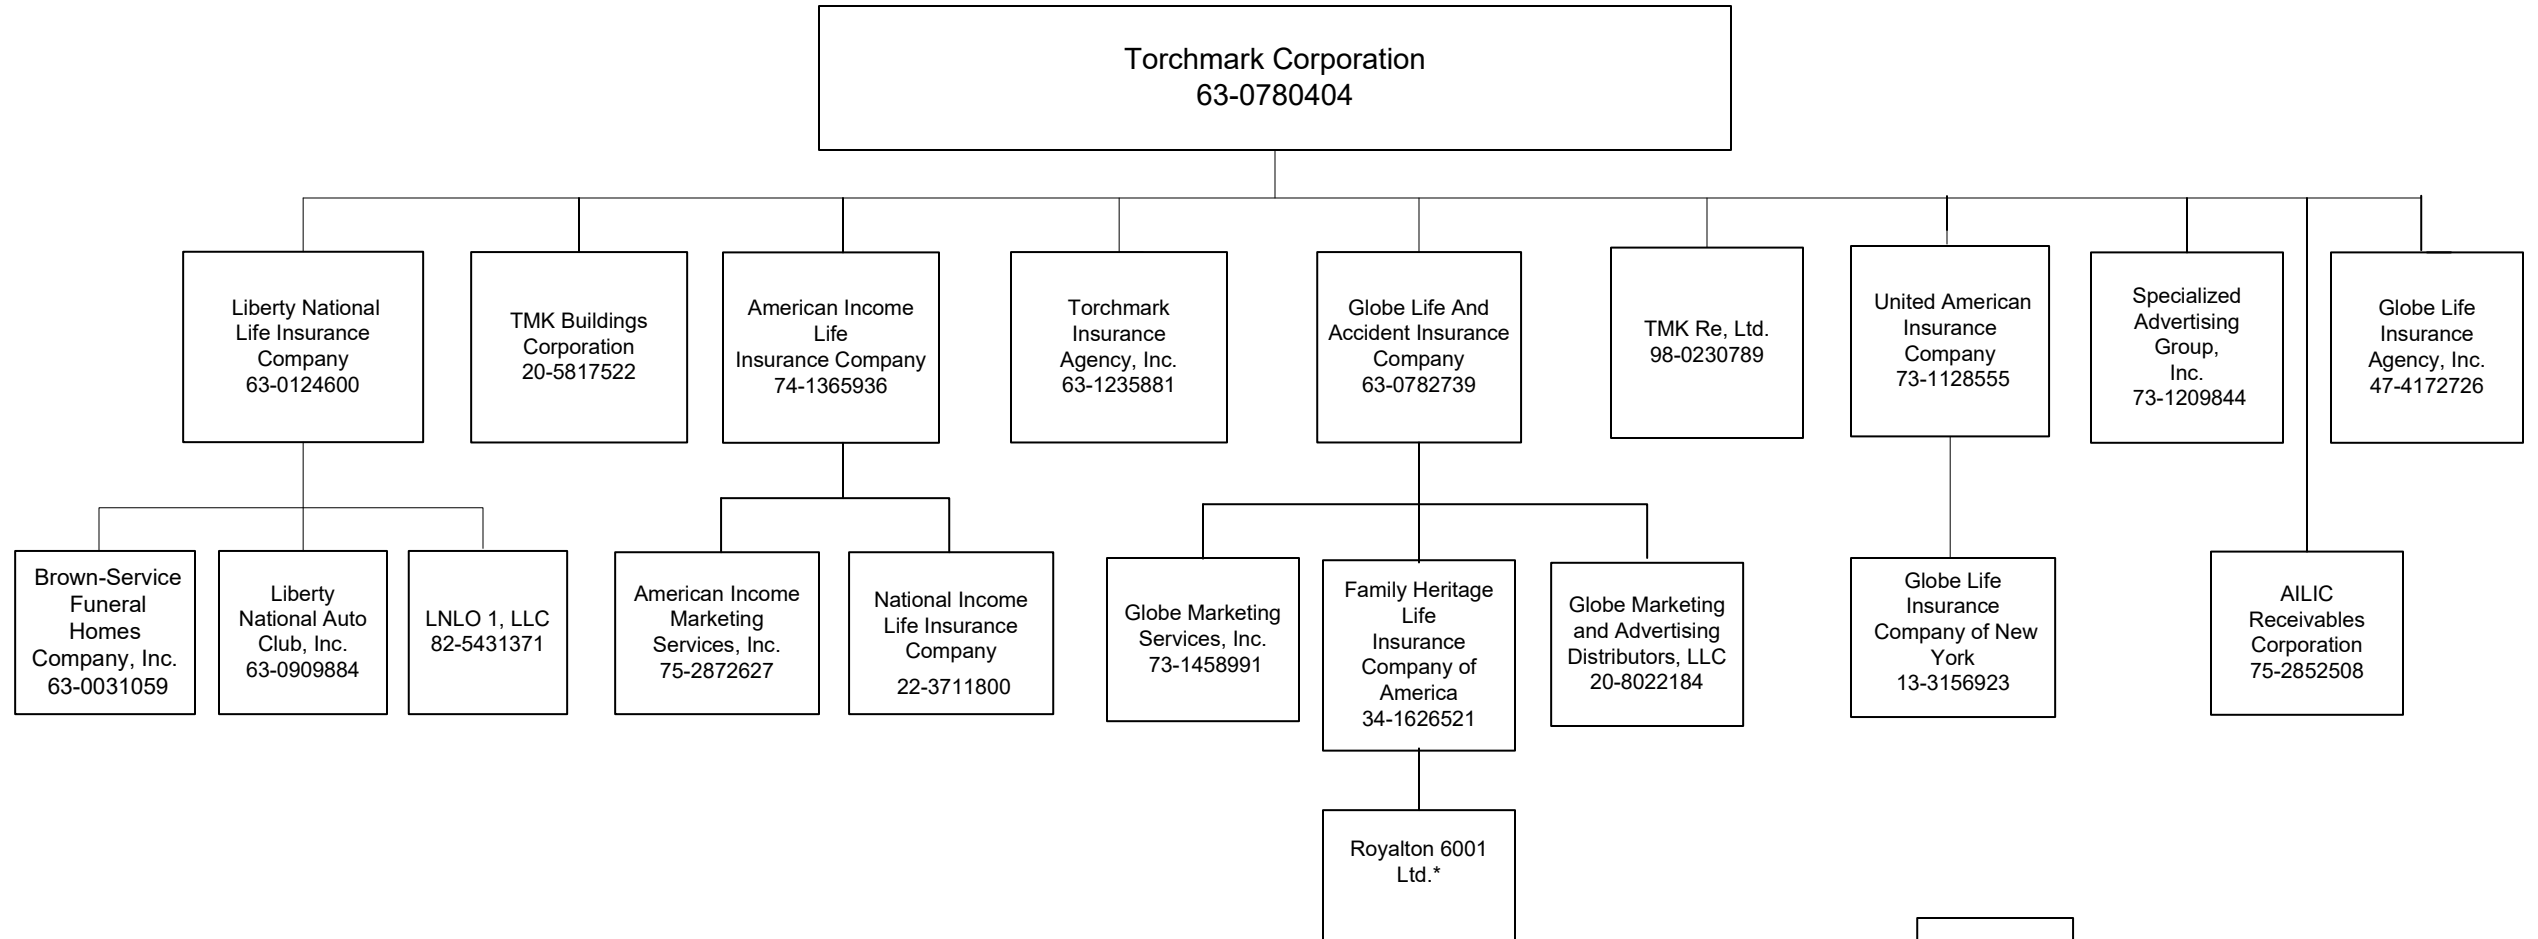 Torchmark Corporation
63-0780404
Liberty National
Life Insurance
Company
63-0124600
TMK Buildings
Corporation
20-5817522
American Income
Life
Insurance Company
74-1365936
Torchmark
Insurance
Agency, Inc.
63-1235881
Globe Life And
Accident Insurance
Company
63-0782739
TMK Re, Ltd.
98-0230789
United American
Insurance
Company
73-1128555
Specialized
Advertising
Group,
Inc.
73-1209844
Globe Life
Insurance
Agency, Inc.
47-4172726
Brown-Service
Funeral
Homes
Company, Inc.
63-0031059
Liberty
National Auto
Club, Inc.
63-0909884
LNLO 1, LLC
82-5431371
American Income
Marketing
Services, Inc.
75-2872627
National Income
Life Insurance
Company
22-3711800
Globe Marketing
Services, Inc.
73-1458991
Family Heritage
Life
Insurance
Company of
America
34-1626521
Globe Marketing
and Advertising
Distributors, LLC
20-8022184
Globe Life
Insurance
Company of New
York
13-3156923
AILIC
Receivables
Corporation
75-2852508
Royalton 6001
Ltd.*